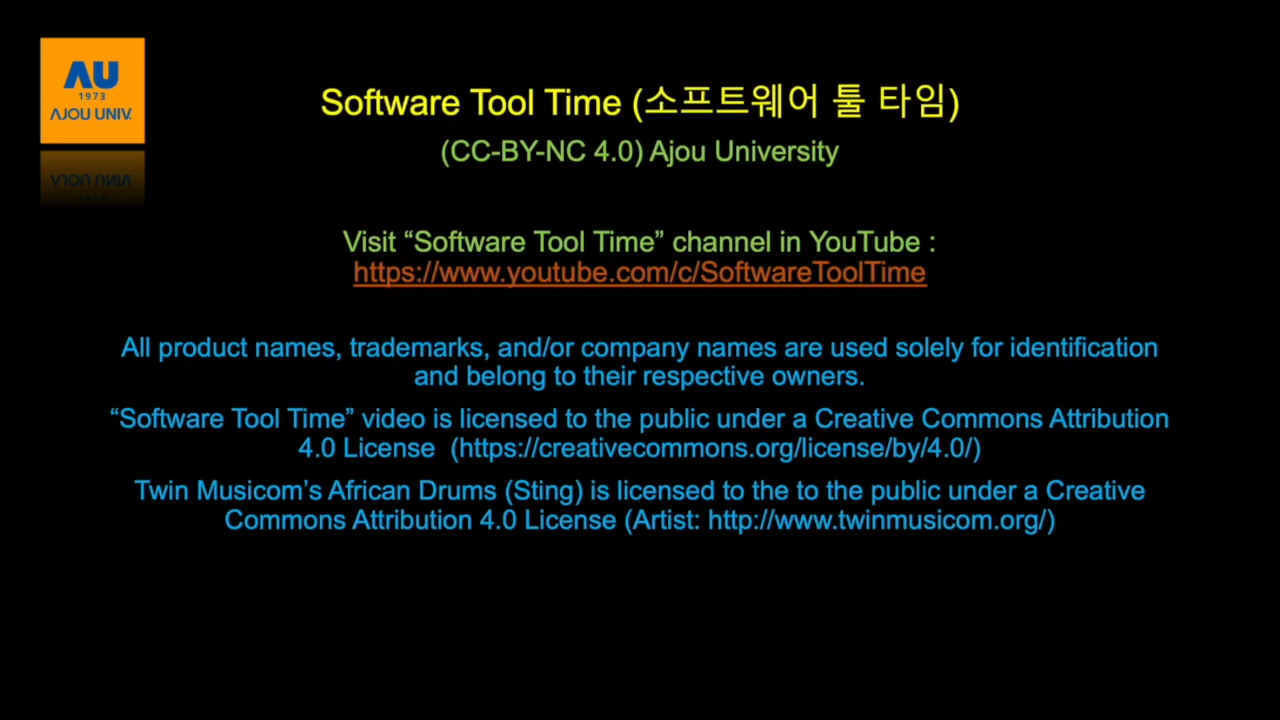 AU
1973
AJOU UNIV.
Software Tool Time (소프트웨어 툴 타임)
(CC-BY-NC 4.0) Ajou University
Visit “Software Tool Time” channel in YouTube :
https://www.youtube.com/c/SoftwareToolTime
All product names, trademarks, and/or company names are used solely for identification
and belong to their respective owners.
“Software Tool Time” video is licensed to the public under a Creative Commons Attribution
4.0 License  (https://creativecommons.org/license/by/4.0/)
Twin Musicom’s African Drums (Sting) is licensed to the to the public under a Creative
Commons Attribution 4.0 License (Artist: http://www.twinmusicom.org/)